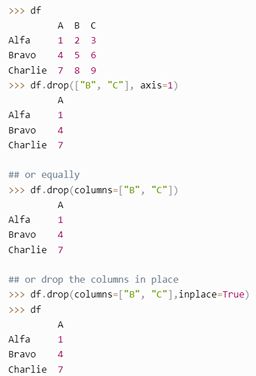 >>> df
         A  B  C
Alfa     1  2  3
Bravo    4  5  6
Charlie  7  8  9
>>> df.drop(["B", "C"], axis=1)
         A
Alfa     1
Bravo    4
Charlie  7

## or equally
>>> df.drop(columns=["B", "C"])
         A
Alfa     1
Bravo    4
Charlie  7

## or drop the columns in place
>>> df.drop(columns=["B", "C"],inplace=True)
>>> df
         A
Alfa     1
Bravo    4
Charlie  7